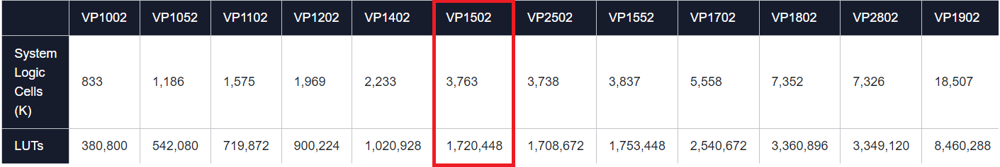 VP1002 VP1052 VP1102 VP1202 VP1402 VP1502 VP2502 VP1552 VP1702 VP1802 VP2802 VP1902
System
Logic
Cells
(K)
833 1,186 1,575 1,969 2,233 3,763 3,738 3,837 5,558 7,352 7,326 18,507
LUTs 380,800 542,080 719,872 900,224 1,020,928 1,720,448 1,708,672 1,753,448 2,540,672 3,360,896 3,349,120 8,460,288